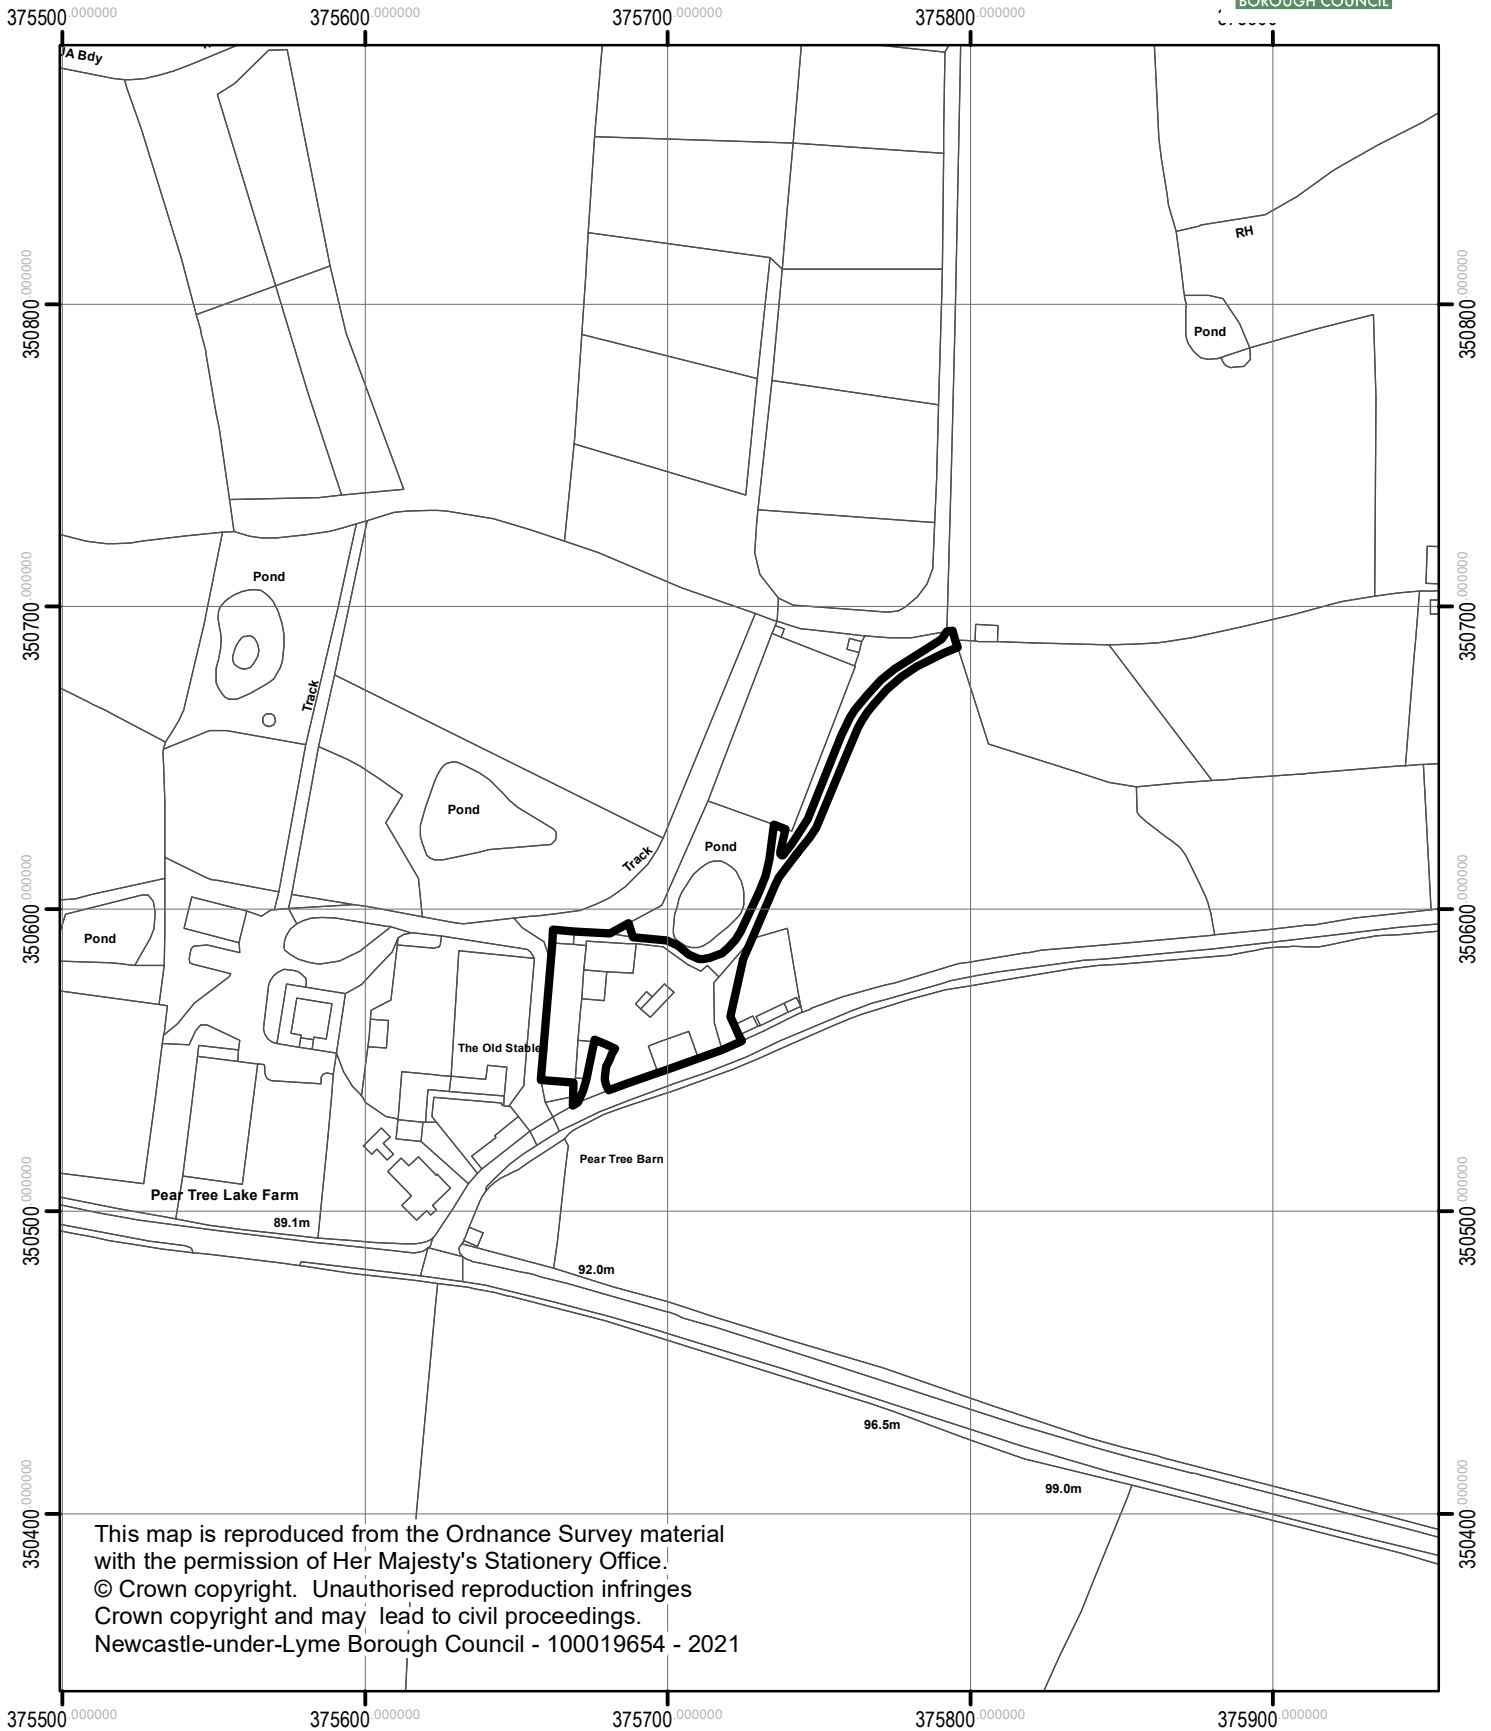 BOROUGH COUNCIL
375500.000000
375600.000000
375700.000000
375800.000000
JA Bdy
RH
350800.000000
350800.000000
Pond
Pond
350700.000000
350700.000000
Track
Pond
Track
Pond
350600.000000
350600.000000
Pond
The Old Stable
Pear Tree Barn
Pear Tree Lake Farm
350500.000000
350500.000000
89.1m
92.0m
96.5m
99.0m
350400.000000
350400.000000
This map is reproduced from the Ordnance Survey material
with the permission of Her Majesty's Stationery Office.
© Crown copyright. Unauthorised reproduction infringes
Crown copyright and may lead to civil proceedings.
Newcastle-under-Lyme Borough Council - 100019654 - 2021
375500.000000
375600.000000
375700.000000
375800.000000
375900.000000